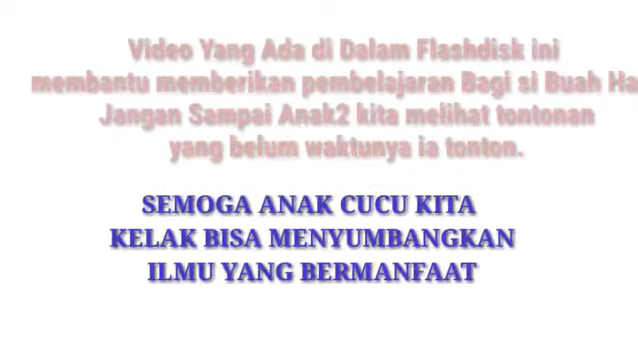 Video Yang Ada di Dalam Flashdisk ini
membantu memberikan pembelajaran Bagi si Buah Ha
Jangan Sampai Anak2 kita melihat tontonan
yang belum waktunya ia tonton.
SEMOGA ANAK CUCU KITA
KELAK BISA MENYUMBANGKAN
ILMU YANG BERMANFAAT